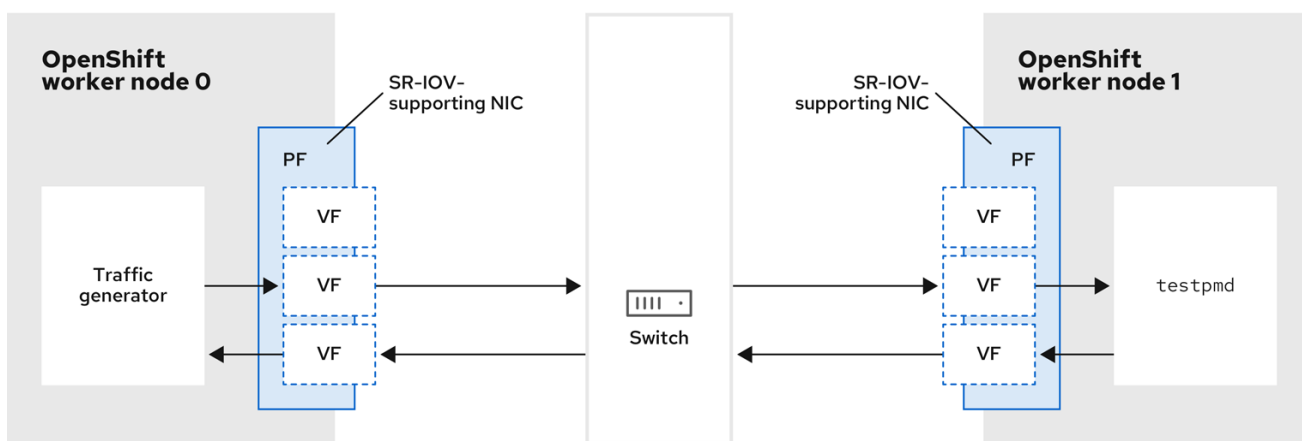 OpenShift
worker node 0
SR-IOV-
supporting NIC
PF
VF
VF
VF
Traffic
generator
Switch
SR-IOV-
supporting NIC
OpenShift
worker node 1
PF
VF
VF
VF
testpmd